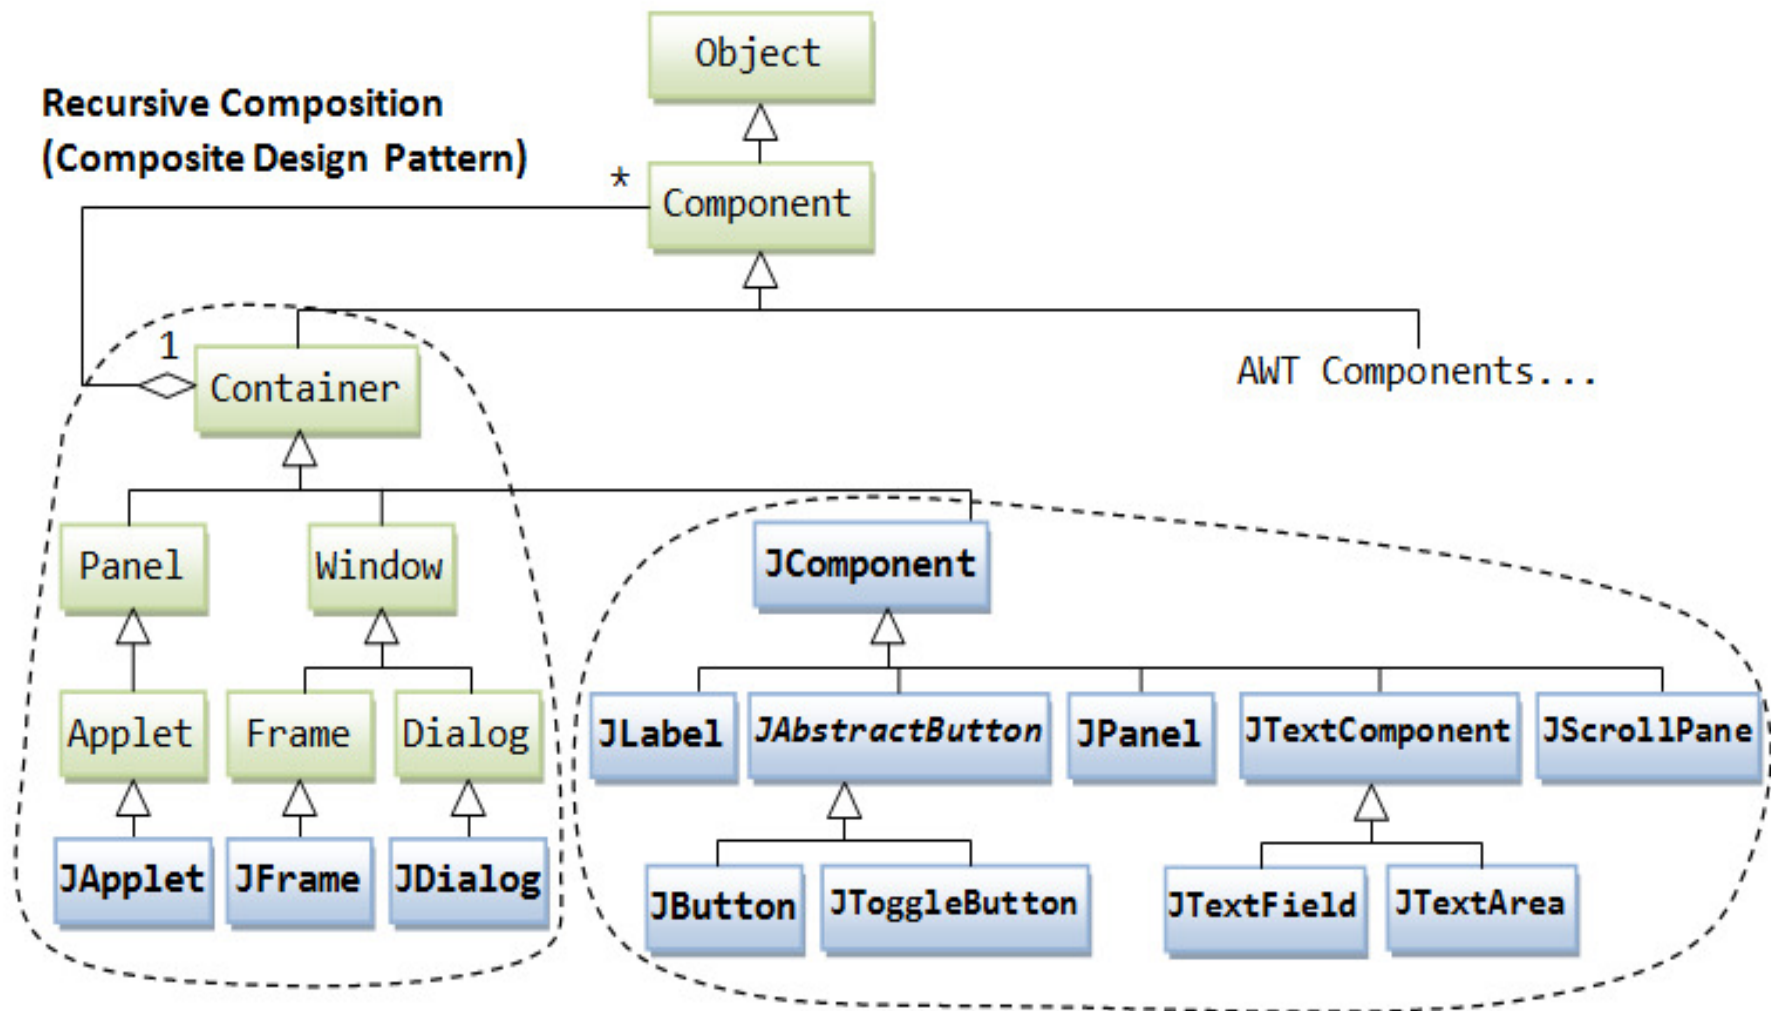 Object
Recursive Composition
(Composite Design Pattern)
*
Component
1
Container
AWT Components...
Panel
Window
JComponent
Applet
Frame
Dialog
JLabel
JAbstractButton
JPanel
JTextComponent
JScrollPane
JApplet
JFrame
JDialog
JButton
JToggleButton
JTextField
JTextArea